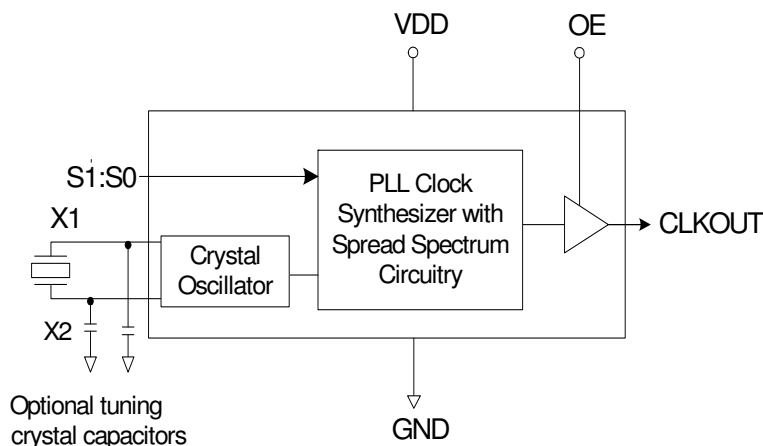 VDD
OE
S1:S0
PLL Clock
Synthesizer with
Spread Spectrum
Circuitry
CLKOUT
X1
Crystal
Oscillator
X2
Optional tuning
crystal capacitors
GND